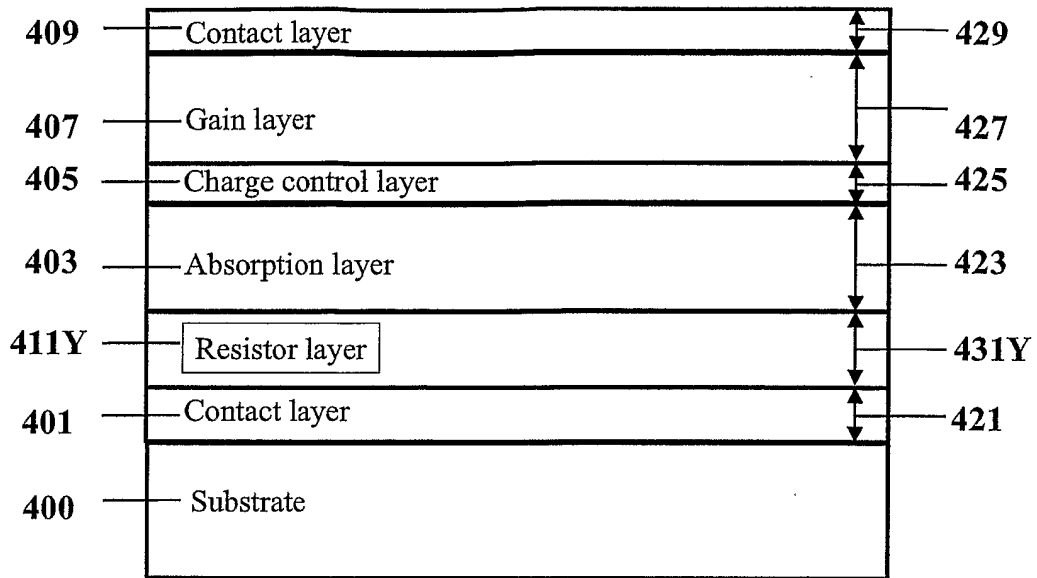 409 Contact layer 429
407 Gain layer 427
405 Charge control layer 425
403 Absorption layer 423
411Y Resistor layer 431Y
401 Contact layer 421
400 Substrate